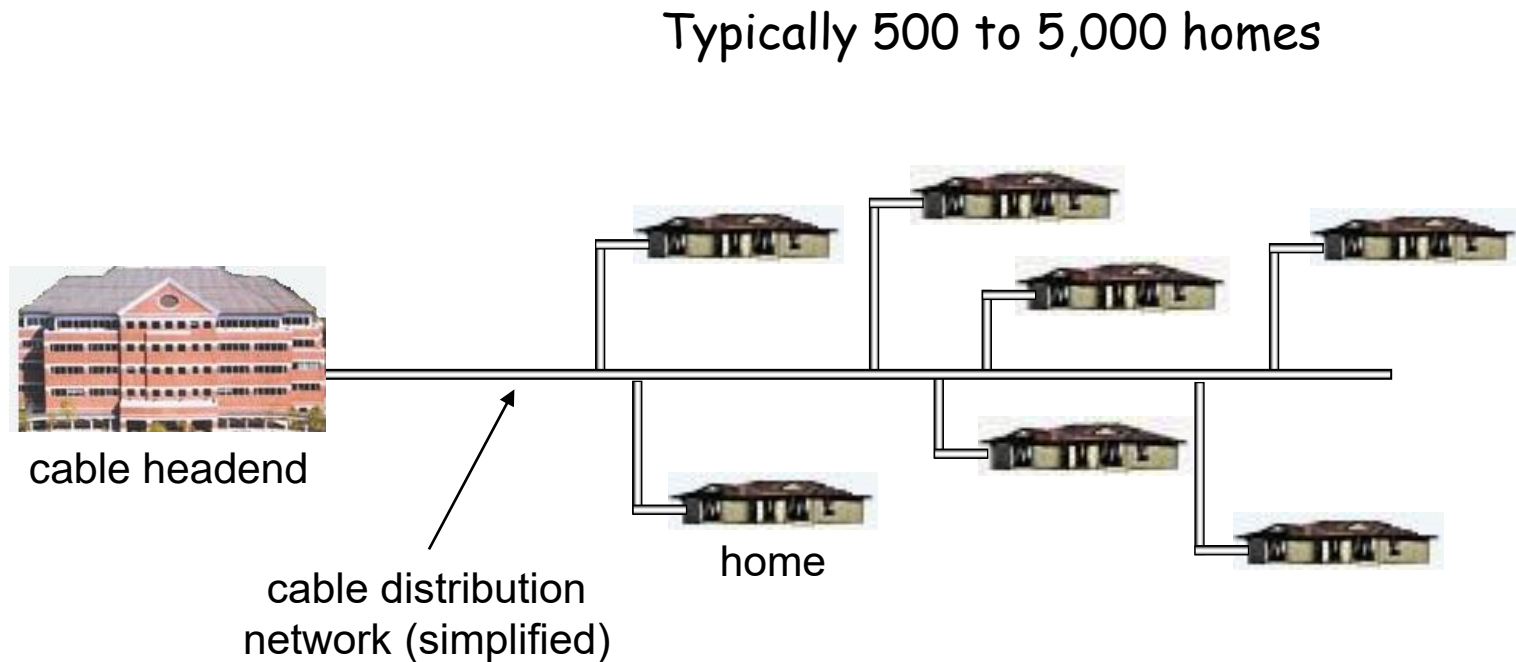 Typically 500 to 5,000 homes
cable headend
home
cable distribution
network (simplified)